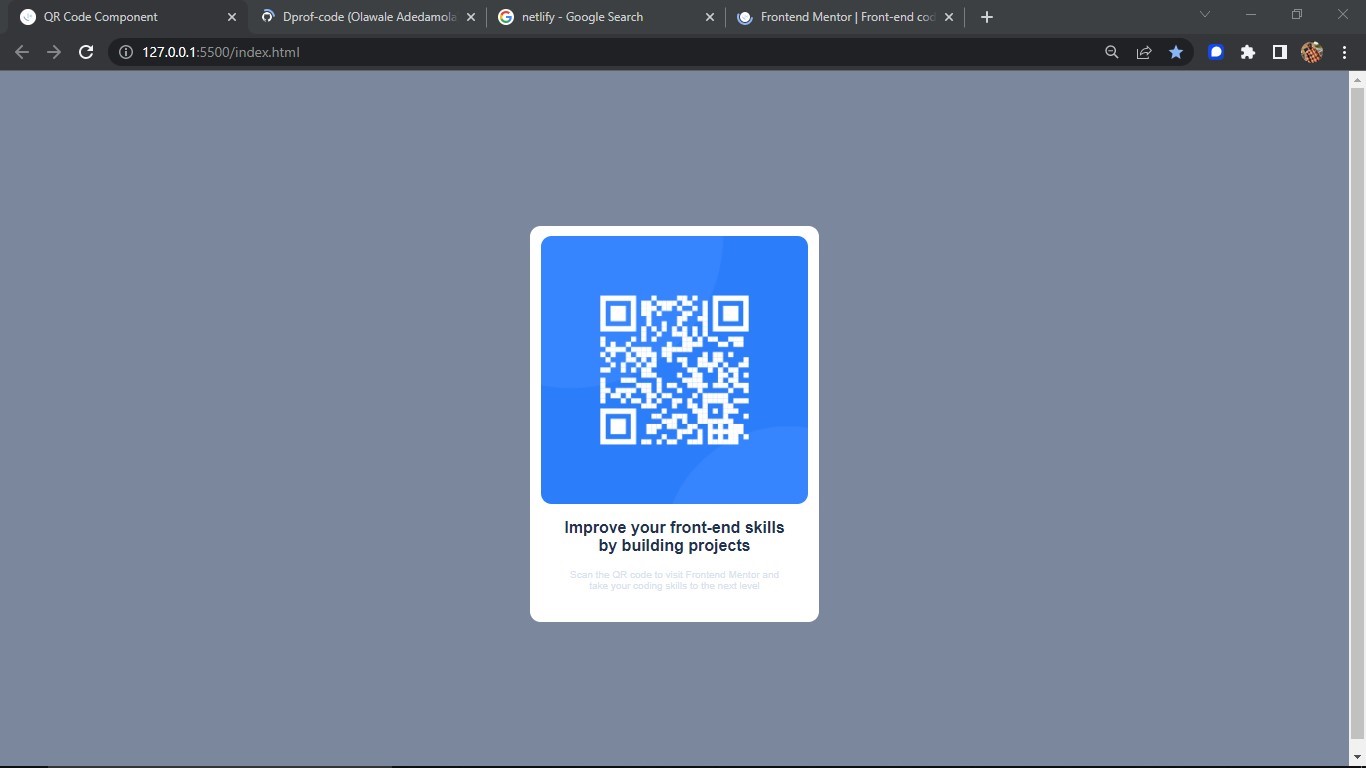 QR Code Component
Dprof-code (Olawale Adedamola
netlify - Google Search
Frontend Mentor | Front-end cod
127.0.0.1:5500/index.html
Improve your front-end skills
by building projects
Scan the QR code to visit Frontend Mentor and
take your coding skills to the next level